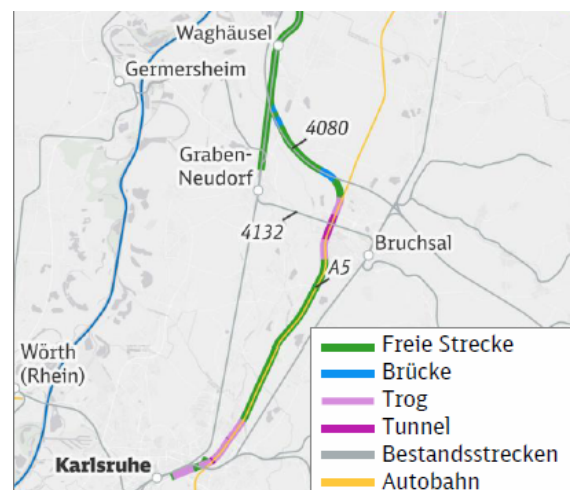 Waghäusel
Germersheim
4080
Graben-
Neudorf
4132
Bruchsal
A5
Wörth
(Rhein)
Karlsruhe
Freie Strecke
Brücke
Trog
Tunnel
Bestandsstrecken
Autobahn